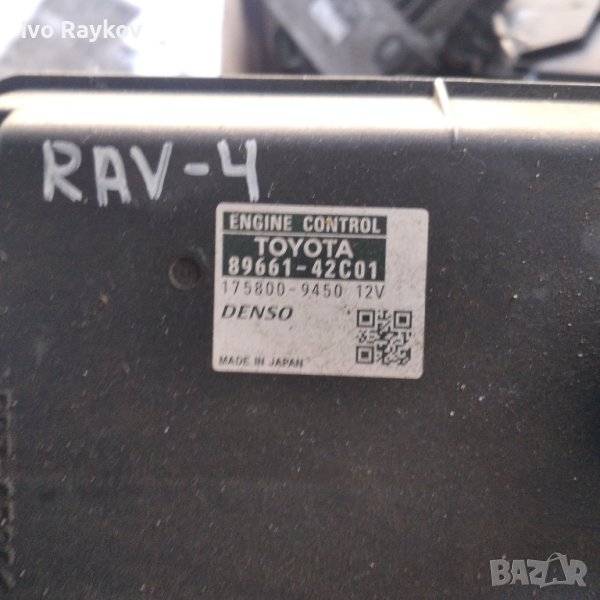 Ivo Raykov
RAV-4
ENGINE CONTROL
TOYOTA
89661-42C01
175800-9450 12V
DENSO
MADE IN JAPAN
BAZAR